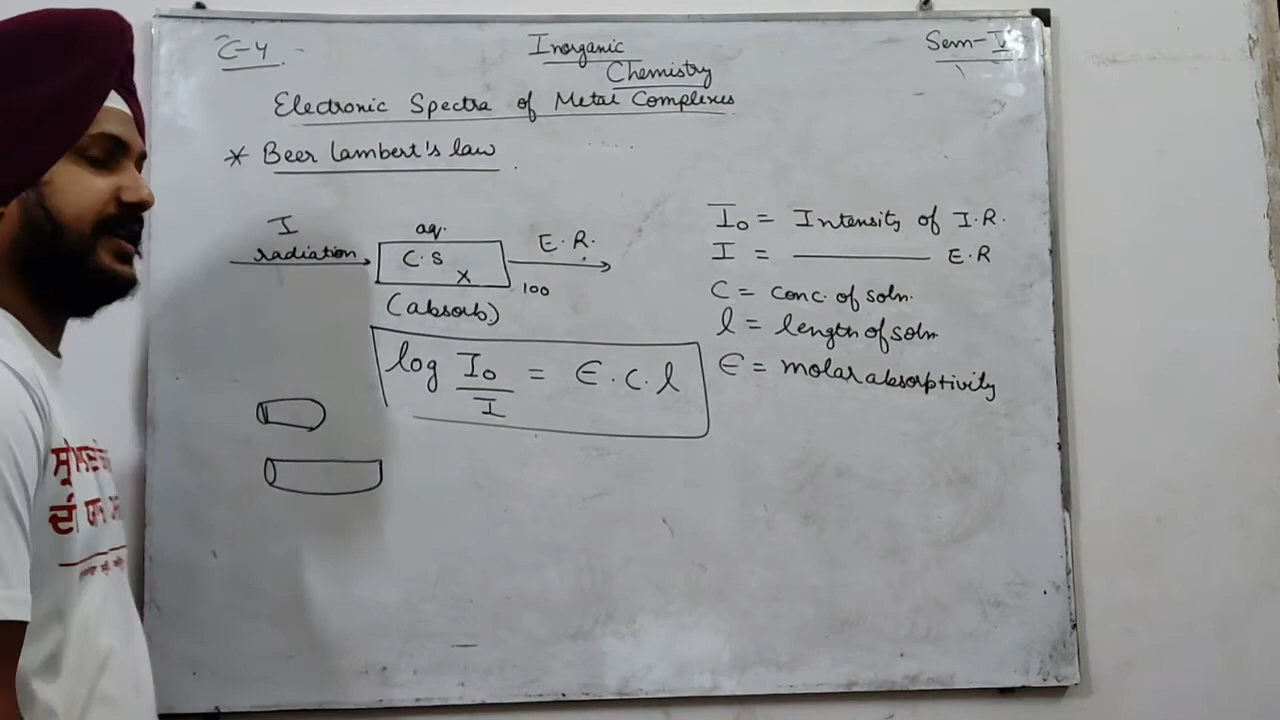 C-4
Inorganic
Chemistry
Sem-V
Electronic Spectra of Metal Complexes
* Beer Lambert's law
I
radiation
aq.
C.S
x
(absorb)
E.R.
100
log I₀/I = ϵ.c.l
I₀ = Intensity of I.R.
I = ——— E.R
C = conc. of soln.
l = length of soln
ϵ = molar absorptivity